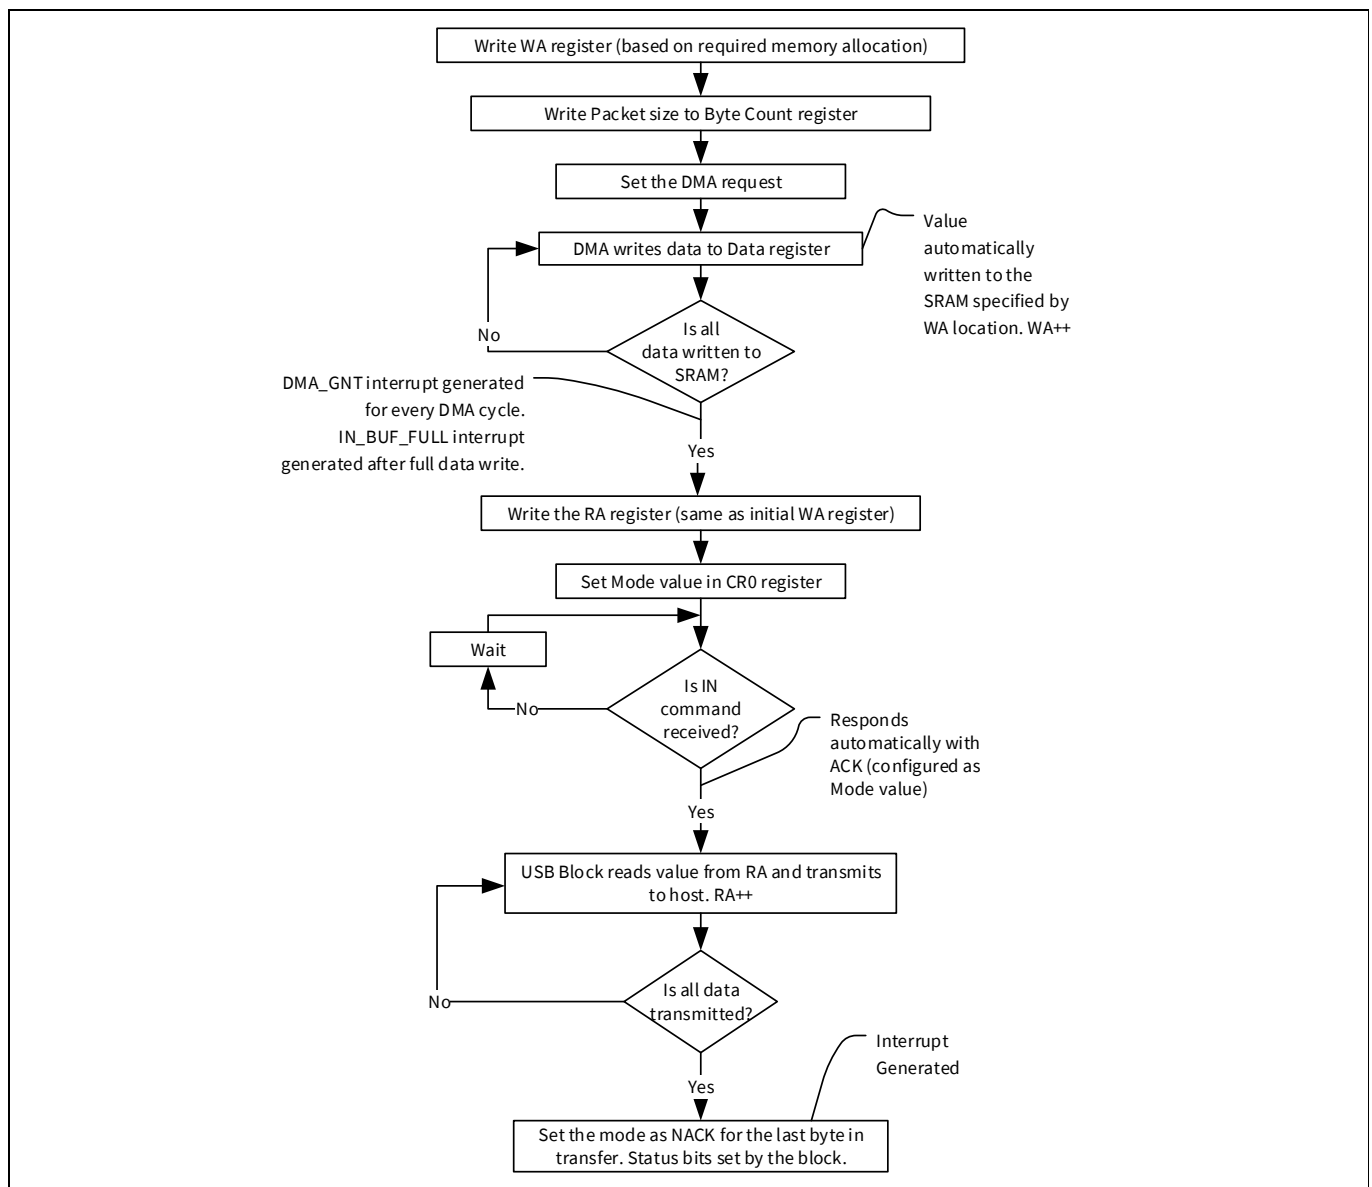 Write WA register (based on required memory allocation)
Write Packet size to Byte Count register
Set the DMA request
DMA writes data to Data register
Value
automatically
written to the
SRAM specified by
WA location. WA++
Is all
data written to
SRAM?
No
DMA_GNT interrupt generated
for every DMA cycle.
IN_BUF_FULL interrupt
generated after full data write.
Yes
Write the RA register (same as initial WA register)
Set Mode value in CR0 register
Wait
Is IN
command
received?
No
Responds
automatically with
ACK (configured as
Mode value)
Yes
USB Block reads value from RA and transmits
to host. RA++
Is all data
transmitted?
No
Interrupt
Generated
Yes
Set the mode as NACK for the last byte in
transfer. Status bits set by the block.